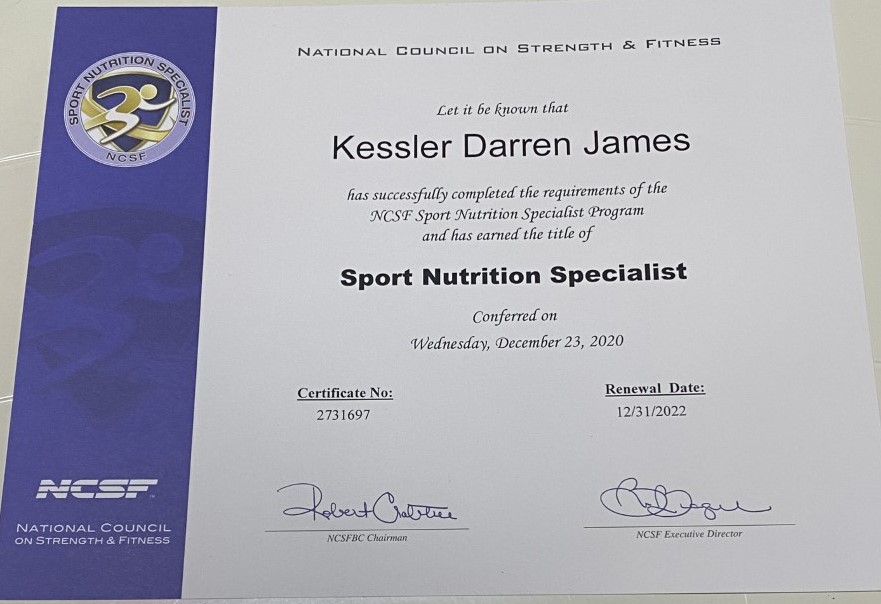 SPORT NUTRITION SPECIALIST
NCSF
NATIONAL COUNCIL ON STRENGTH & FITNESS
Let it be known that
Kessler Darren James
has successfully completed the requirements of the
NCSF Sport Nutrition Specialist Program
and has earned the title of
Sport Nutrition Specialist
Conferred on
Wednesday, December 23, 2020
Certificate No:
2731697
Renewal Date:
12/31/2022
Robert
NCSFBC Chairman
NCSF Executive Director
NCSF
NATIONAL COUNCIL
ON STRENGTH & FITNESS